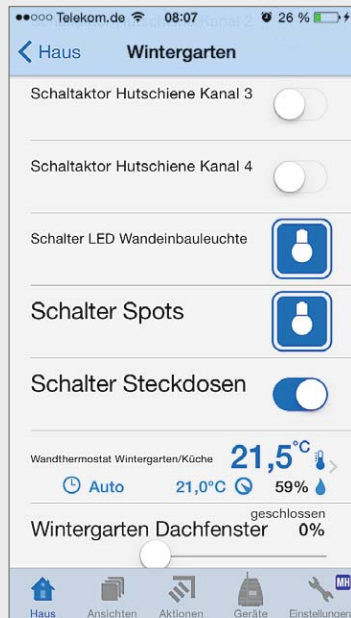 Telekom.de 08:07 26 %
Haus Wintergarten
Schaltaktor Hutschiene Kanal 3
Schaltaktor Hutschiene Kanal 4
Schalter LED Wandeinbauleuchte
Schalter Spots
Schalter Steckdosen
Wandthermostat Wintergarten/Küche 21,5°C
Auto 21,0°C 59%
geschlossen
Wintergarten Dachfenster 0%
MH
Haus Ansichten Aktionen Geräte Einstellungen